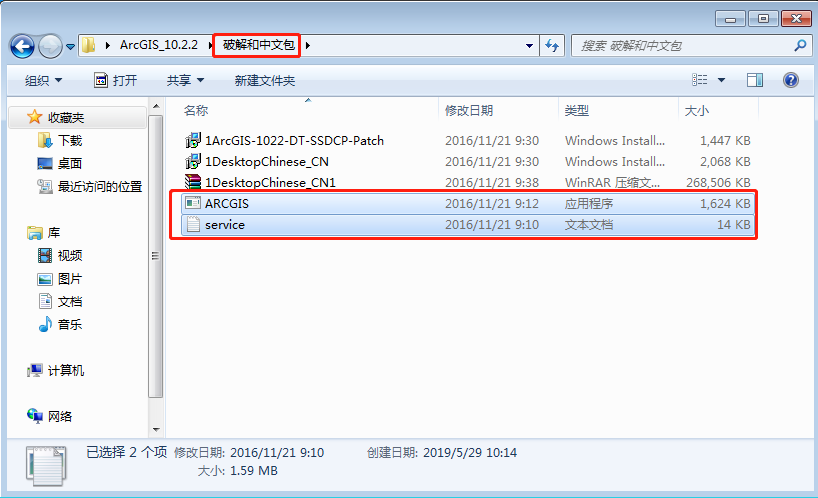 ArcGIS_10.2.2 破解和中文包
搜索 破解和中文包
组织 打开 共享 新建文件夹
名称 修改日期 类型 大小
1ArcGIS-1022-DT-SSDCP-Patch 2016/11/21 9:30 Windows Install... 1,447 KB
1DesktopChinese_CN 2016/11/21 9:30 Windows Install... 2,068 KB
1DesktopChinese_CN1 2016/11/21 9:38 WinRAR 压缩文... 268,506 KB
ARCGIS 2016/11/21 9:12 应用程序 1,624 KB
service 2016/11/21 9:10 文本文档 14 KB
收藏夹
下载
桌面
最近访问的位置
库
视频
图片
文档
音乐
计算机
网络
已选择 2 个项 修改日期: 2016/11/21 9:10 创建日期: 2019/5/29 10:14
大小: 1.59 MB